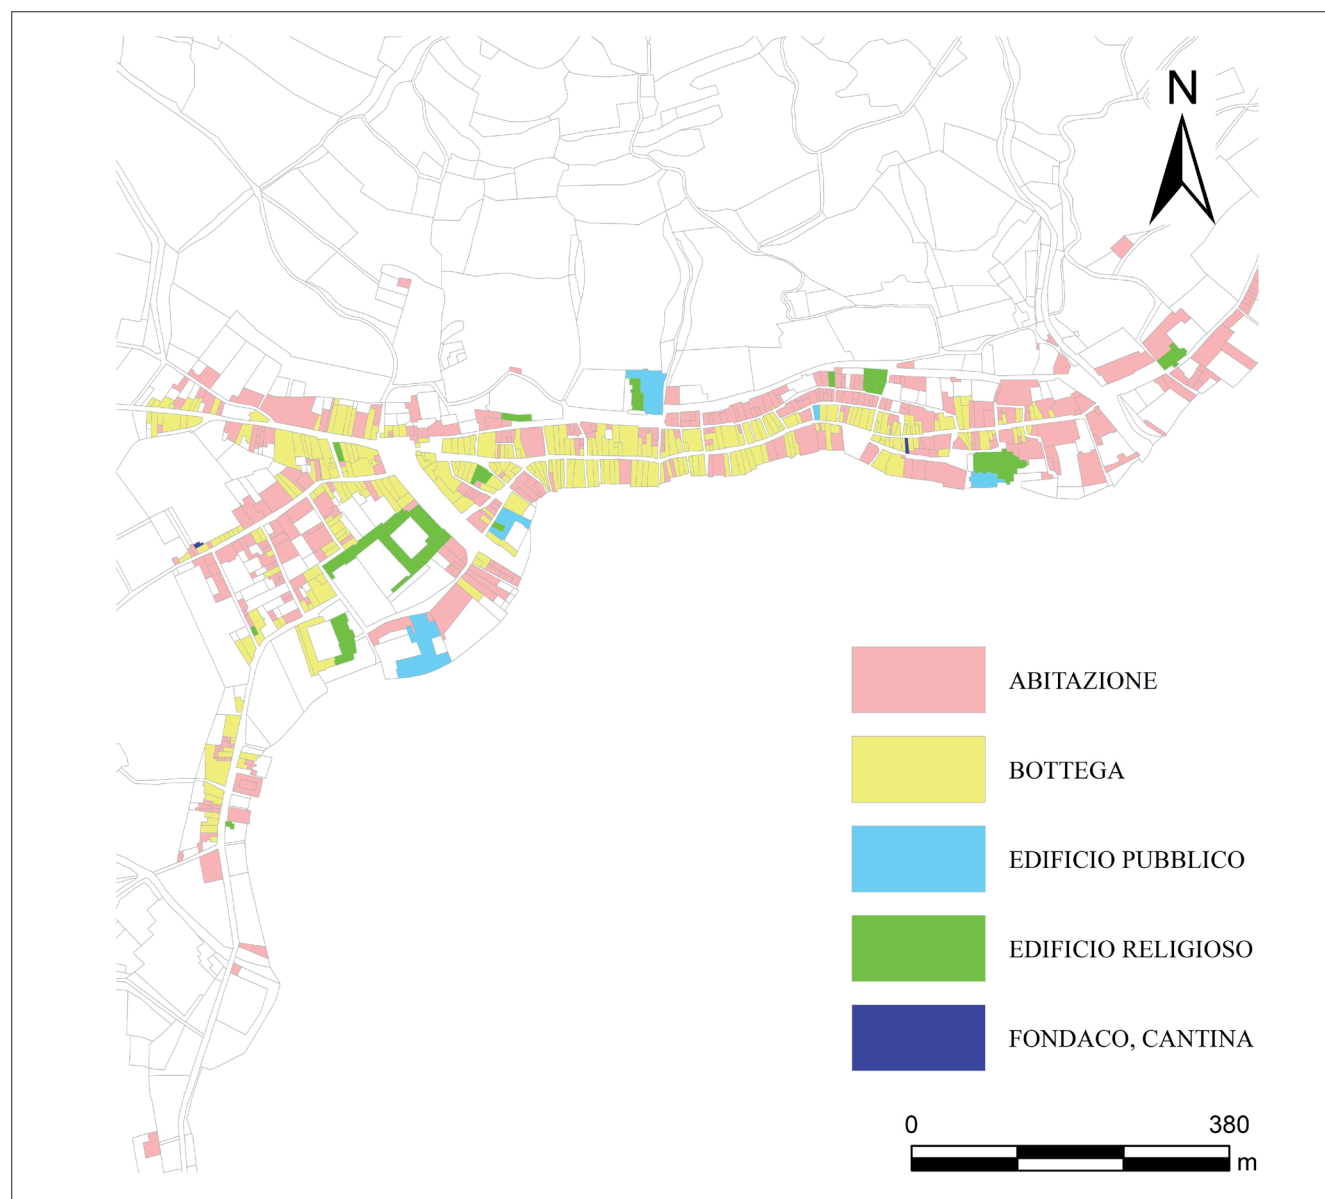 N
ABITAZIONE
BOTTEGA
EDIFICIO PUBBLICO
EDIFICIO RELIGIOSO
FONDACO, CANTINA
0 380
m